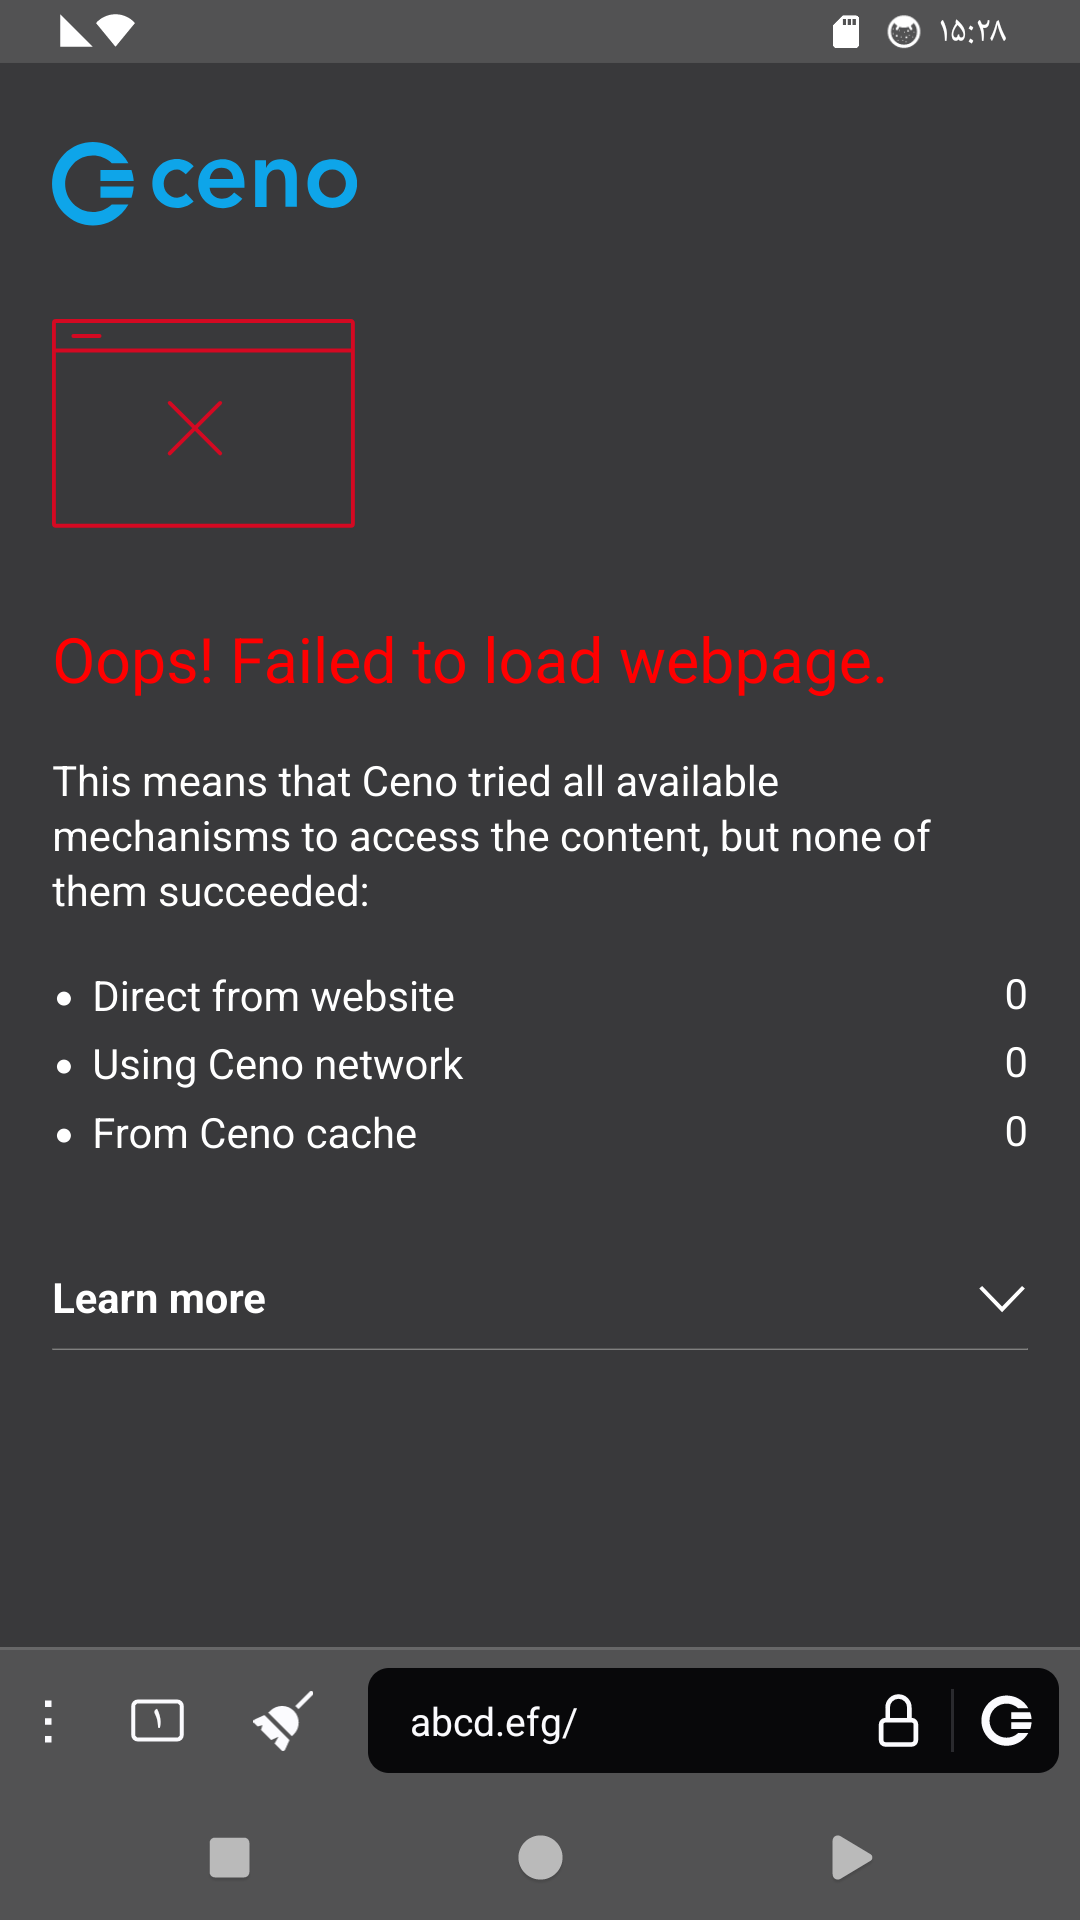 ۱۵:۲۸
ceno
Oops! Failed to load webpage.
This means that Ceno tried all available
mechanisms to access the content, but none of
them succeeded:
• Direct from website 0
• Using Ceno network 0
• From Ceno cache 0
Learn more
۱
abcd.efg/